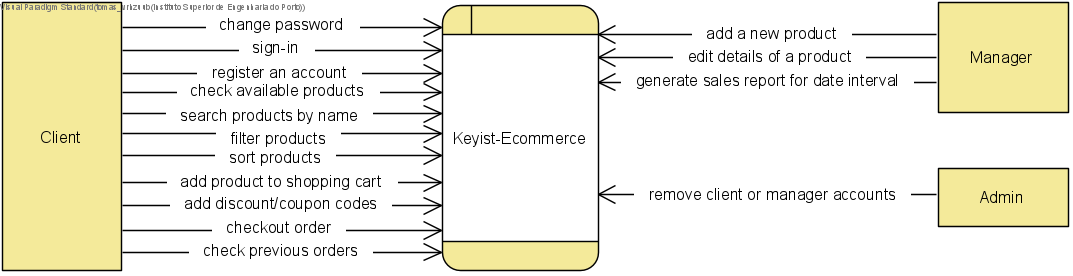 Visual Paradigm Standard(tomas_urizuub(Instituto Superior de Engenharia do Porto))
Client
change password
sign-in
register an account
check available products
search products by name
filter products
sort products
add product to shopping cart
add discount/coupon codes
checkout order
check previous orders
Keyist-Ecommerce
add a new product
edit details of a product
generate sales report for date interval
Manager
remove client or manager accounts
Admin